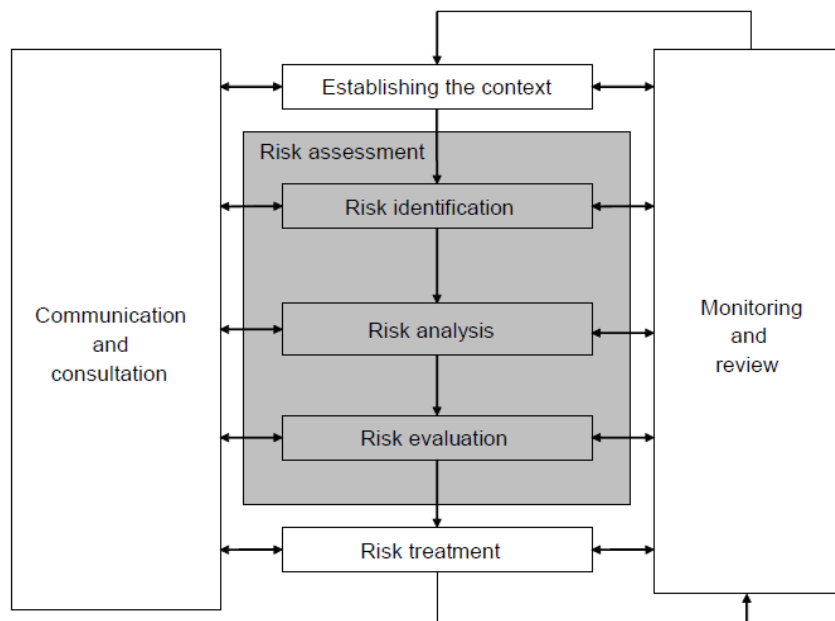 Establishing the context
Risk assessment
Risk identification
Risk analysis
Risk evaluation
Risk treatment
Communication
and
consultation
Monitoring
and
review